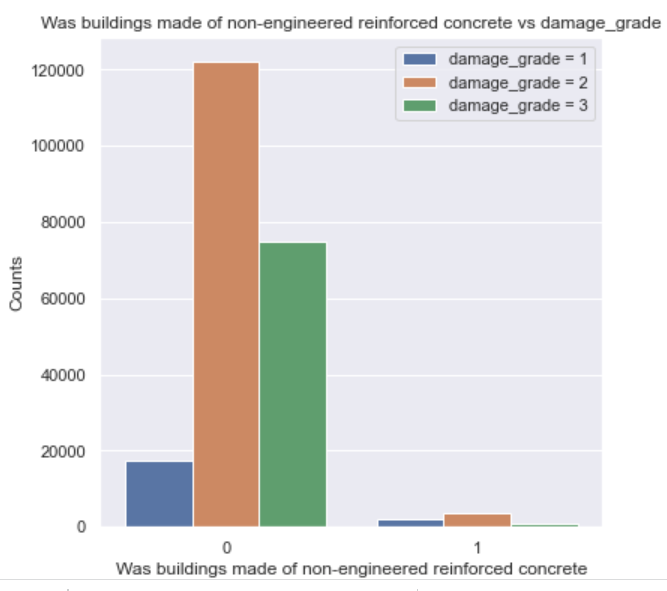 Was buildings made of non-engineered reinforced concrete vs damage_grade
damage_grade = 1
damage_grade = 2
damage_grade = 3
120000
100000
80000
60000
40000
20000
0
Counts
0 1
Was buildings made of non-engineered reinforced concrete